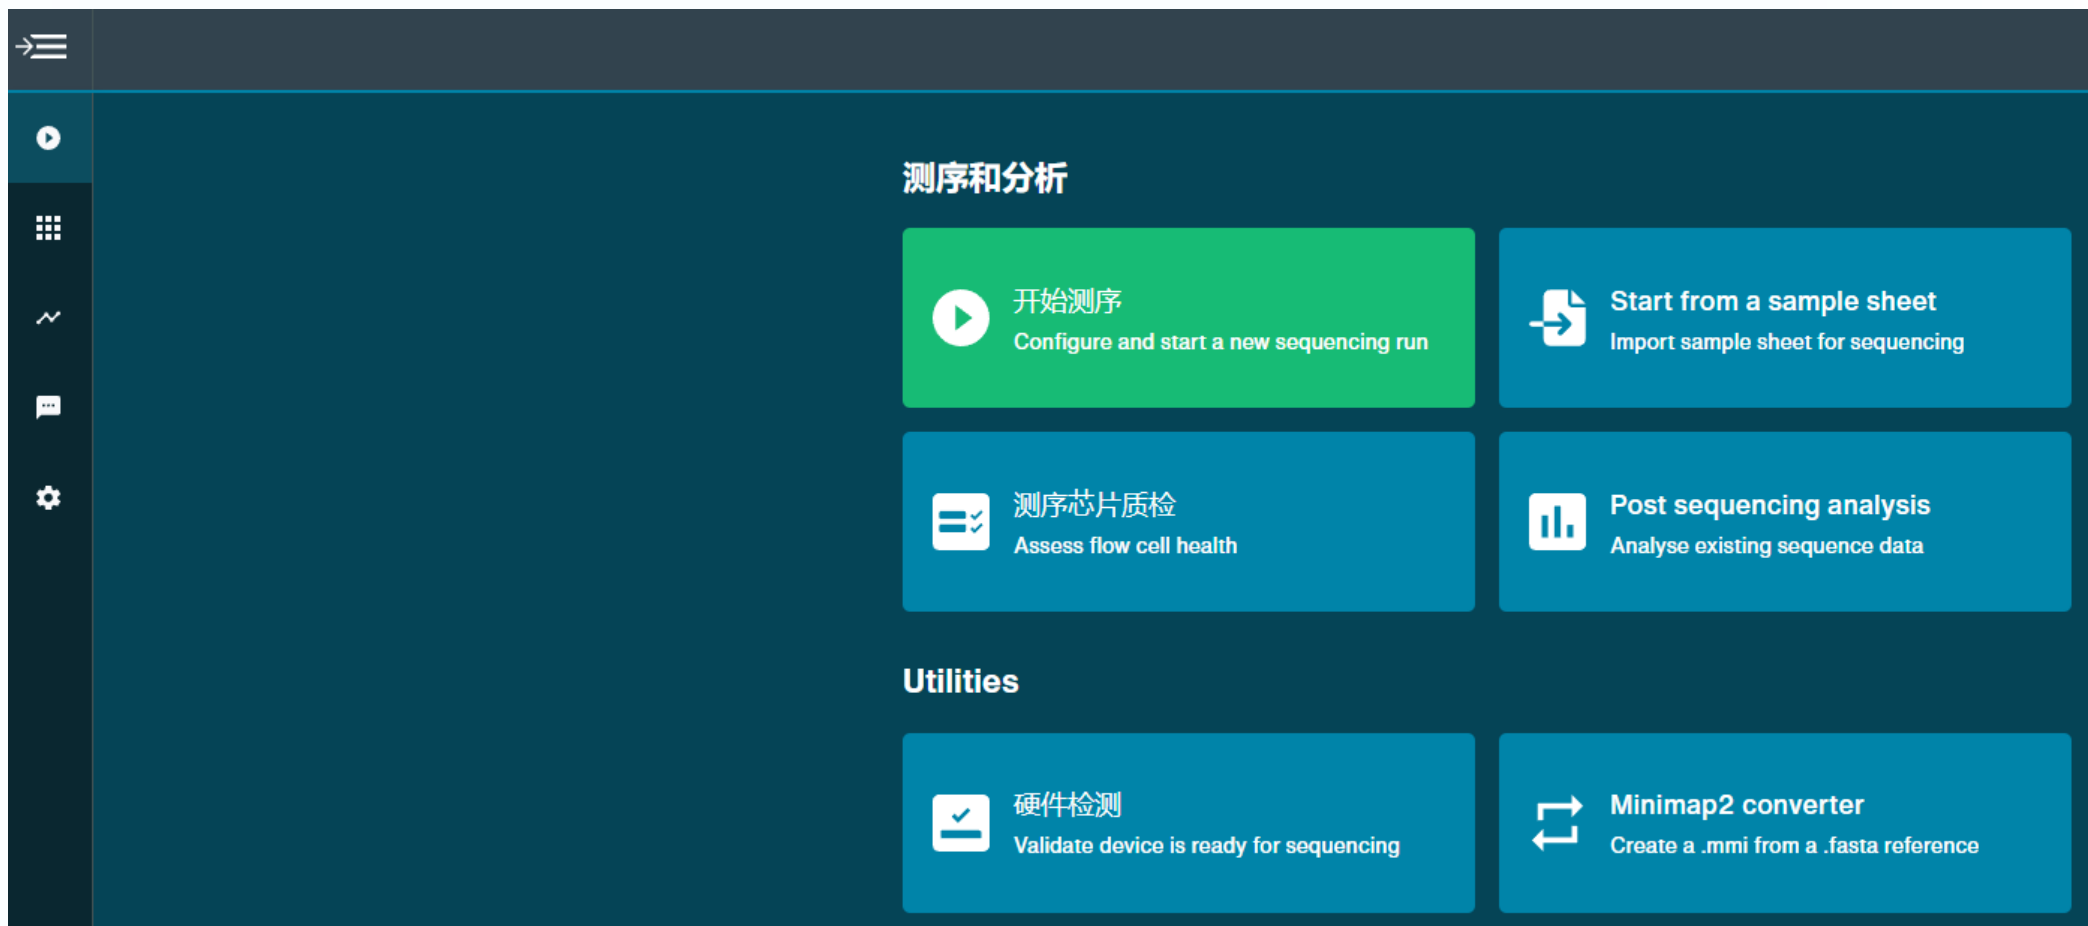 测序和分析
开始测序
Configure and start a new sequencing run
Start from a sample sheet
Import sample sheet for sequencing
测序芯片质检
Assess flow cell health
Post sequencing analysis
Analyse existing sequence data
Utilities
硬件检测
Validate device is ready for sequencing
Minimap2 converter
Create a .mmi from a .fasta reference